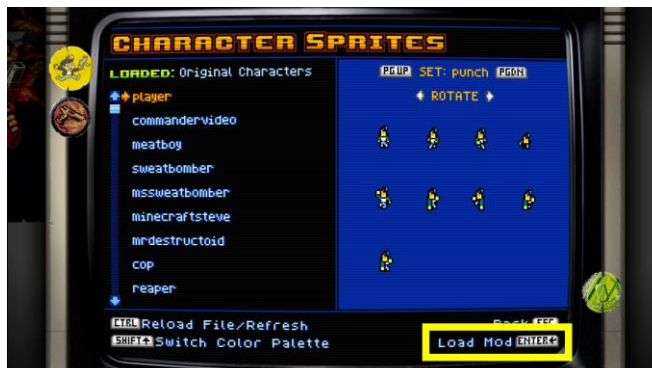 CHARACTER SPRITES
LOADED: Original Characters
PGUP SET: punch PGDN
ROTATE
player
commandervideo
meatboy
sweatbomber
mssweatbomber
minecraftsteve
mrdestructoid
cop
reaper
CTRL Reload File/Refresh
Back ESC
SHIFT Switch Color Palette
Load Mod ENTER